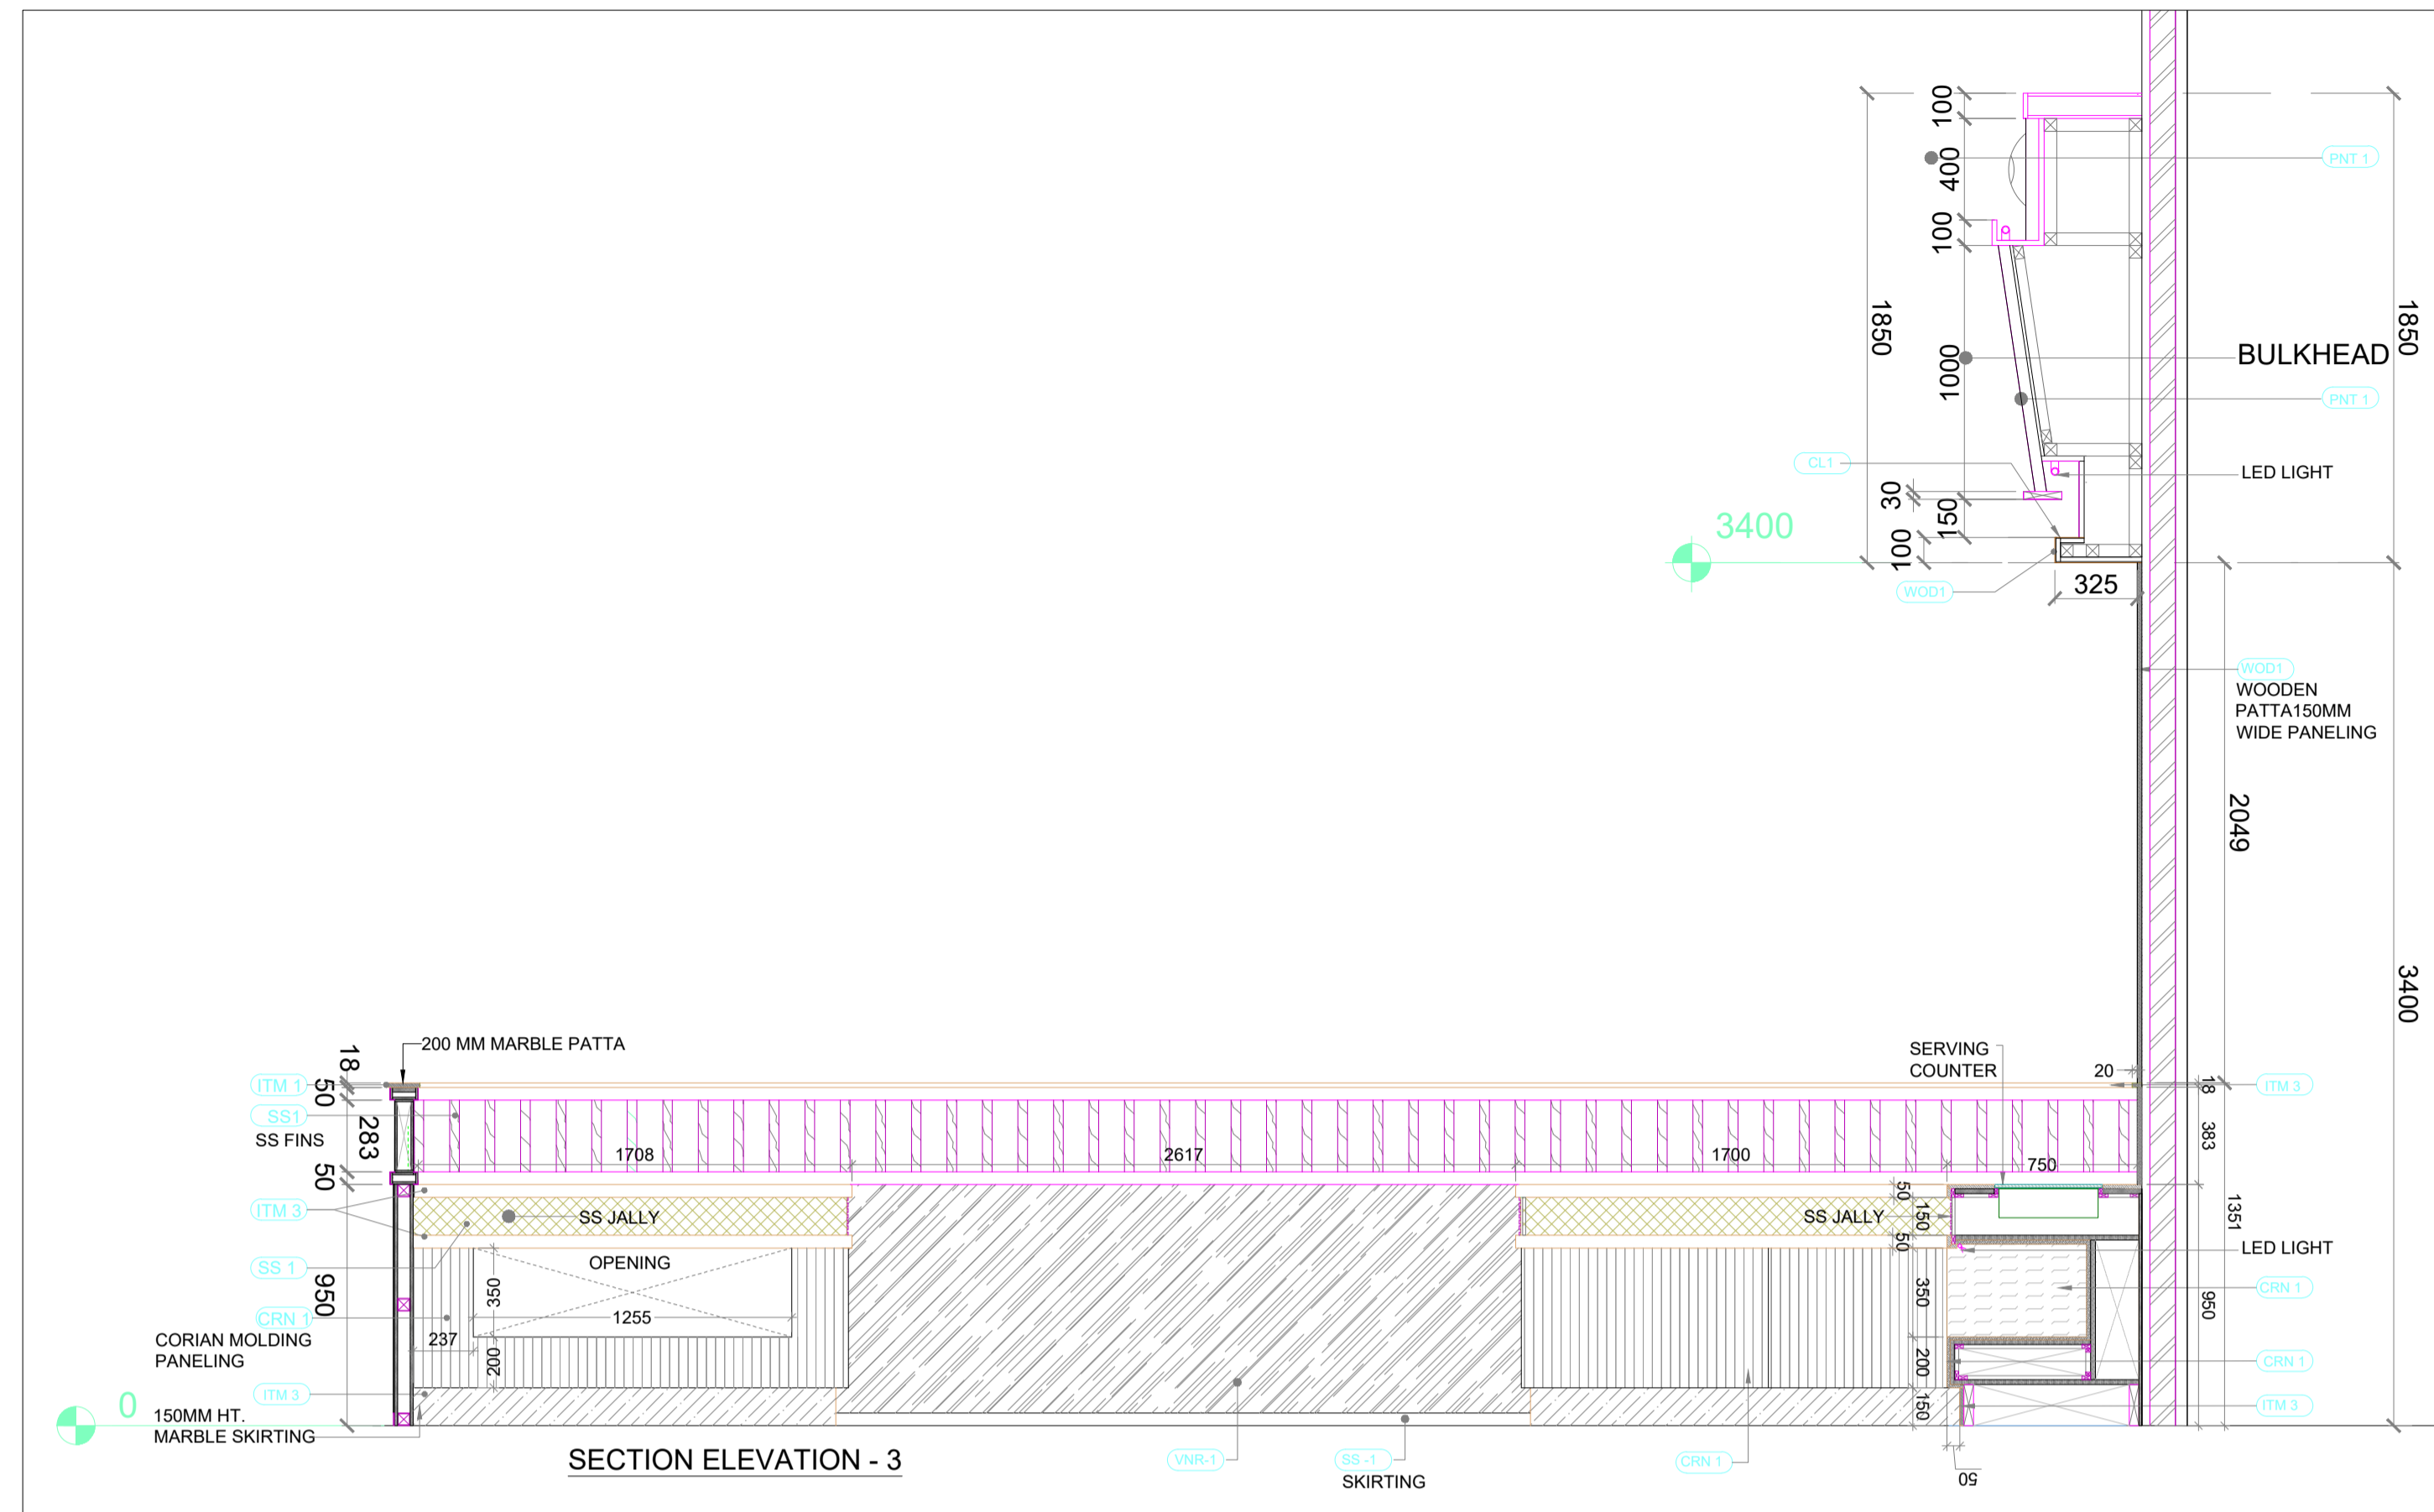 100
400
100
1000
1850
1850
PNT 1
BULKHEAD
PNT 1
CL1
LED LIGHT
30
150
100
3400
WOD1
325
WOD1
WOODEN
PATTA150MM
WIDE PANELING
2049
3400
200 MM MARBLE PATTA
18
50
283
50
950
ITM 1
SS1
SS FINS
ITM 3
SS 1
CRN 1
CORIAN MOLDING
PANELING
ITM 3
150MM HT.
MARBLE SKIRTING
0
1708
2617
1700
750
SERVING
COUNTER
20
18
ITM 3
383
1351
950
SS JALLY
SS JALLY
50
150
50
350
200
150
OPENING
350
1255
237
200
LED LIGHT
CRN 1
CRN 1
ITM 3
50
SECTION ELEVATION - 3
VNR-1
SS -1
SKIRTING
CRN 1